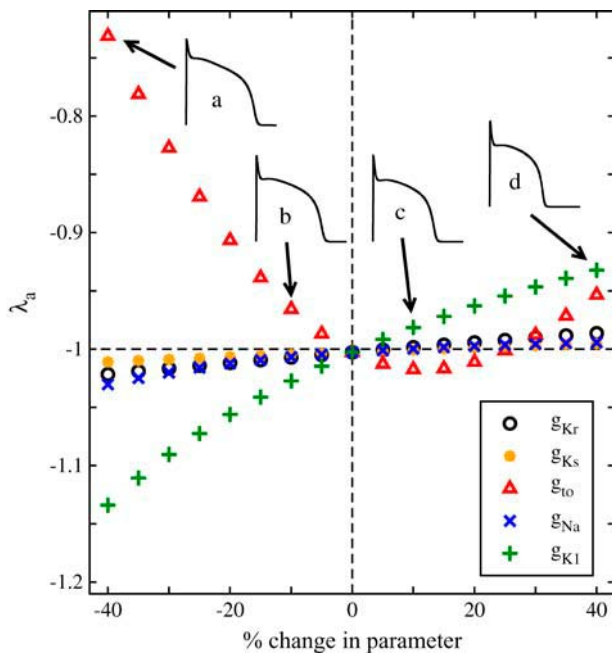 -0.8
-0.9
-1
-1.1
-1.2
λa
a
b
c
d
gKr
gKs
gto
gNa
gK1
-40
-20
0
20
40
% change in parameter